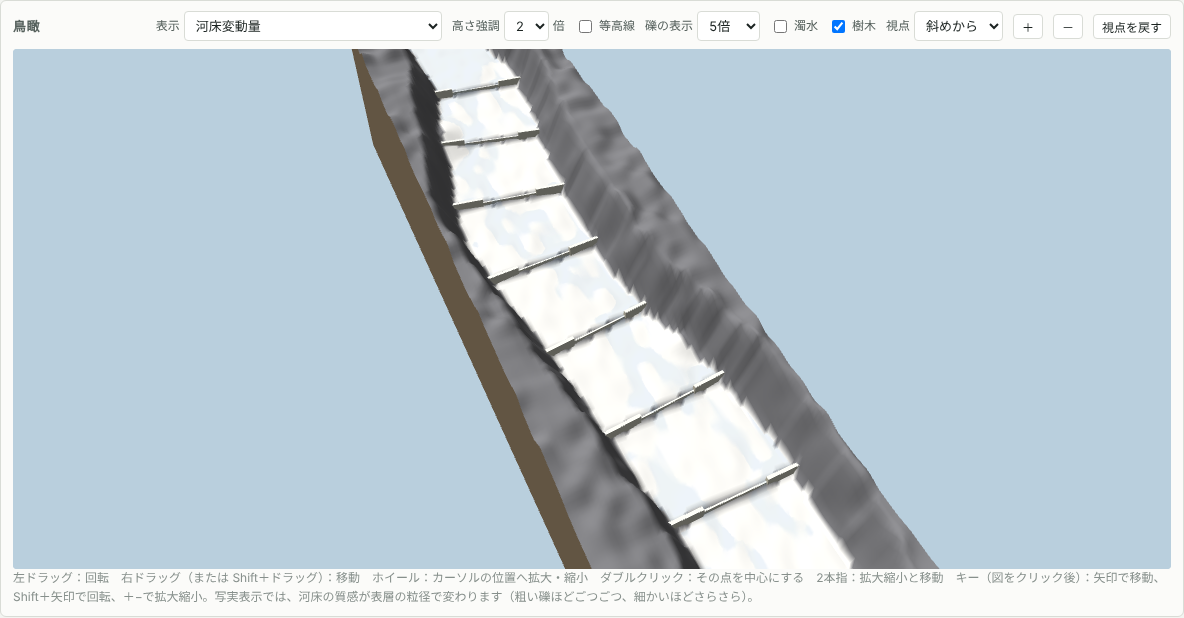 鳥瞰 表示 河床変動量 高さ強調 2 倍 等高線 礫の表示 5倍 濁水 樹木 視点 斜めから ＋ － 視点を戻す
左ドラッグ：回転　右ドラッグ（または Shift＋ドラッグ）：移動　ホイール：カーソルの位置へ拡大・縮小　ダブルクリック：その点を中心にする　2本指：拡大縮小と移動　キー（図をクリック後）：矢印で移動、
Shift＋矢印で回転、＋−で拡大縮小。写実表示では、河床の質感が表層の粒径で変わります（粗い礫ほどごつごつ、細かいほどさらさら）。